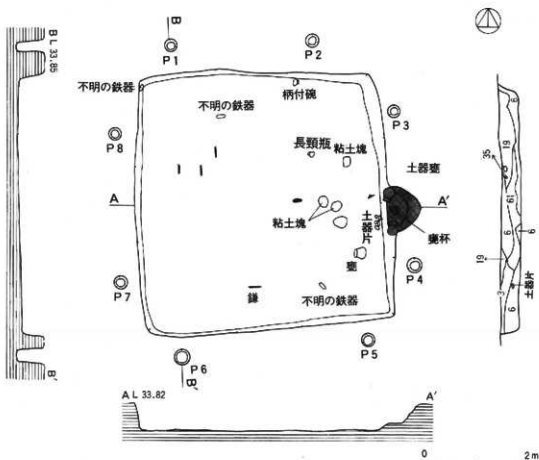 B
B L 33.85
P1
P2
不明の鉄器
柄付碗
不明の鉄器
P3
P8
長頸瓶
粘土塊
土器甕
35
6
19
A
A'
粘土塊
土器片
甕杯
61
6
6
甕
P4
19
土器片
P7
鎌
不明の鉄器
3
6
P5
P6
B'
B'
A L 33.82
A'
0
2m